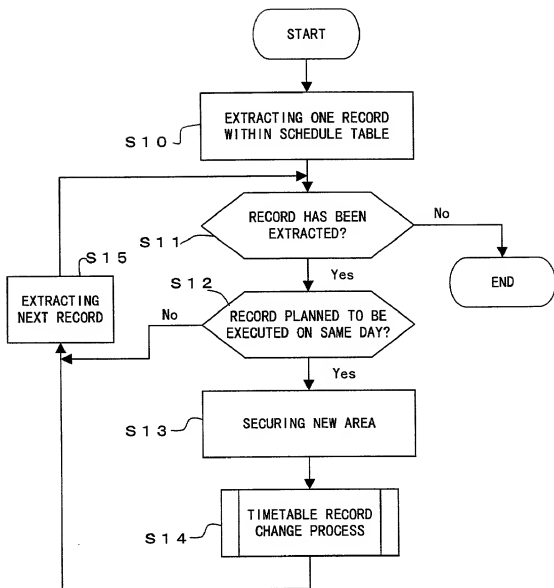 START
EXTRACTING ONE RECORD
WITHIN SCHEDULE TABLE
S10
RECORD HAS BEEN
EXTRACTED?
No
S11
Yes
END
S15
EXTRACTING
NEXT RECORD
S12
No
RECORD PLANNED TO BE
EXECUTED ON SAME DAY?
Yes
S13
SECURING NEW AREA
S14
TIMETABLE RECORD
CHANGE PROCESS